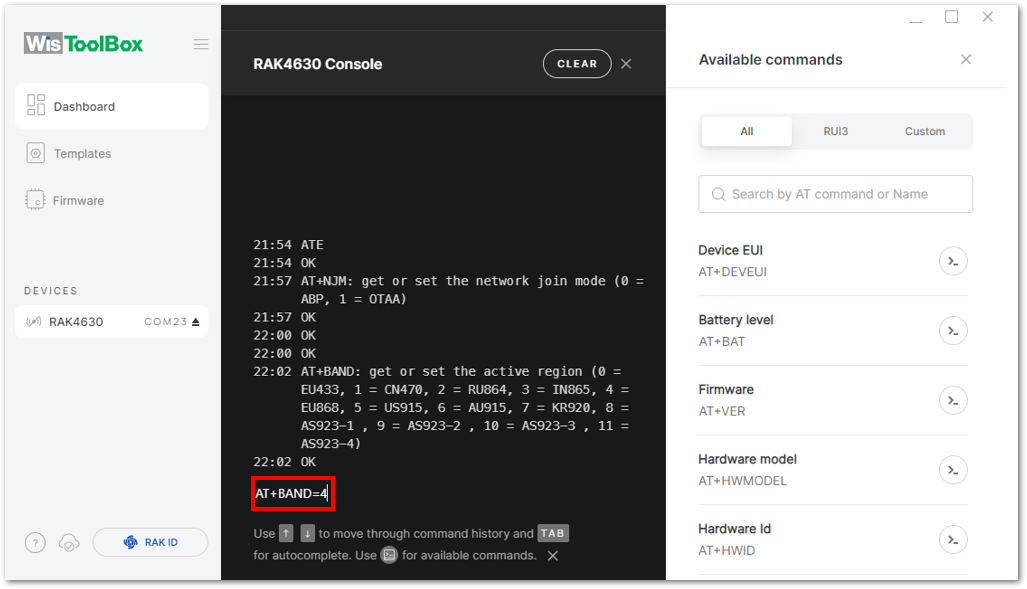 WisToolBox
Dashboard
Templates
Firmware
DEVICES
RAK4630 COM23
? RAK ID
RAK4630 Console CLEAR
21:54 ATE
21:54 OK
21:57 AT+NJM: get or set the network join mode (0 =
ABP, 1 = OTAA)
21:57 OK
22:00 OK
22:00 OK
22:02 AT+BAND: get or set the active region (0 =
EU433, 1 = CN470, 2 = RU864, 3 = IN865, 4 =
EU868, 5 = US915, 6 = AU915, 7 = KR920, 8 =
AS923-1 , 9 = AS923-2 , 10 = AS923-3 , 11 =
AS923-4)
22:02 OK
AT+BAND=4
Use ↑ ↓ to move through command history and TAB
for autocomplete. Use for available commands.
Available commands
All RUI3 Custom
Search by AT command or Name
Device EUI
AT+DEVEUI
Battery level
AT+BAT
Firmware
AT+VER
Hardware model
AT+HWMODEL
Hardware Id
AT+HWID